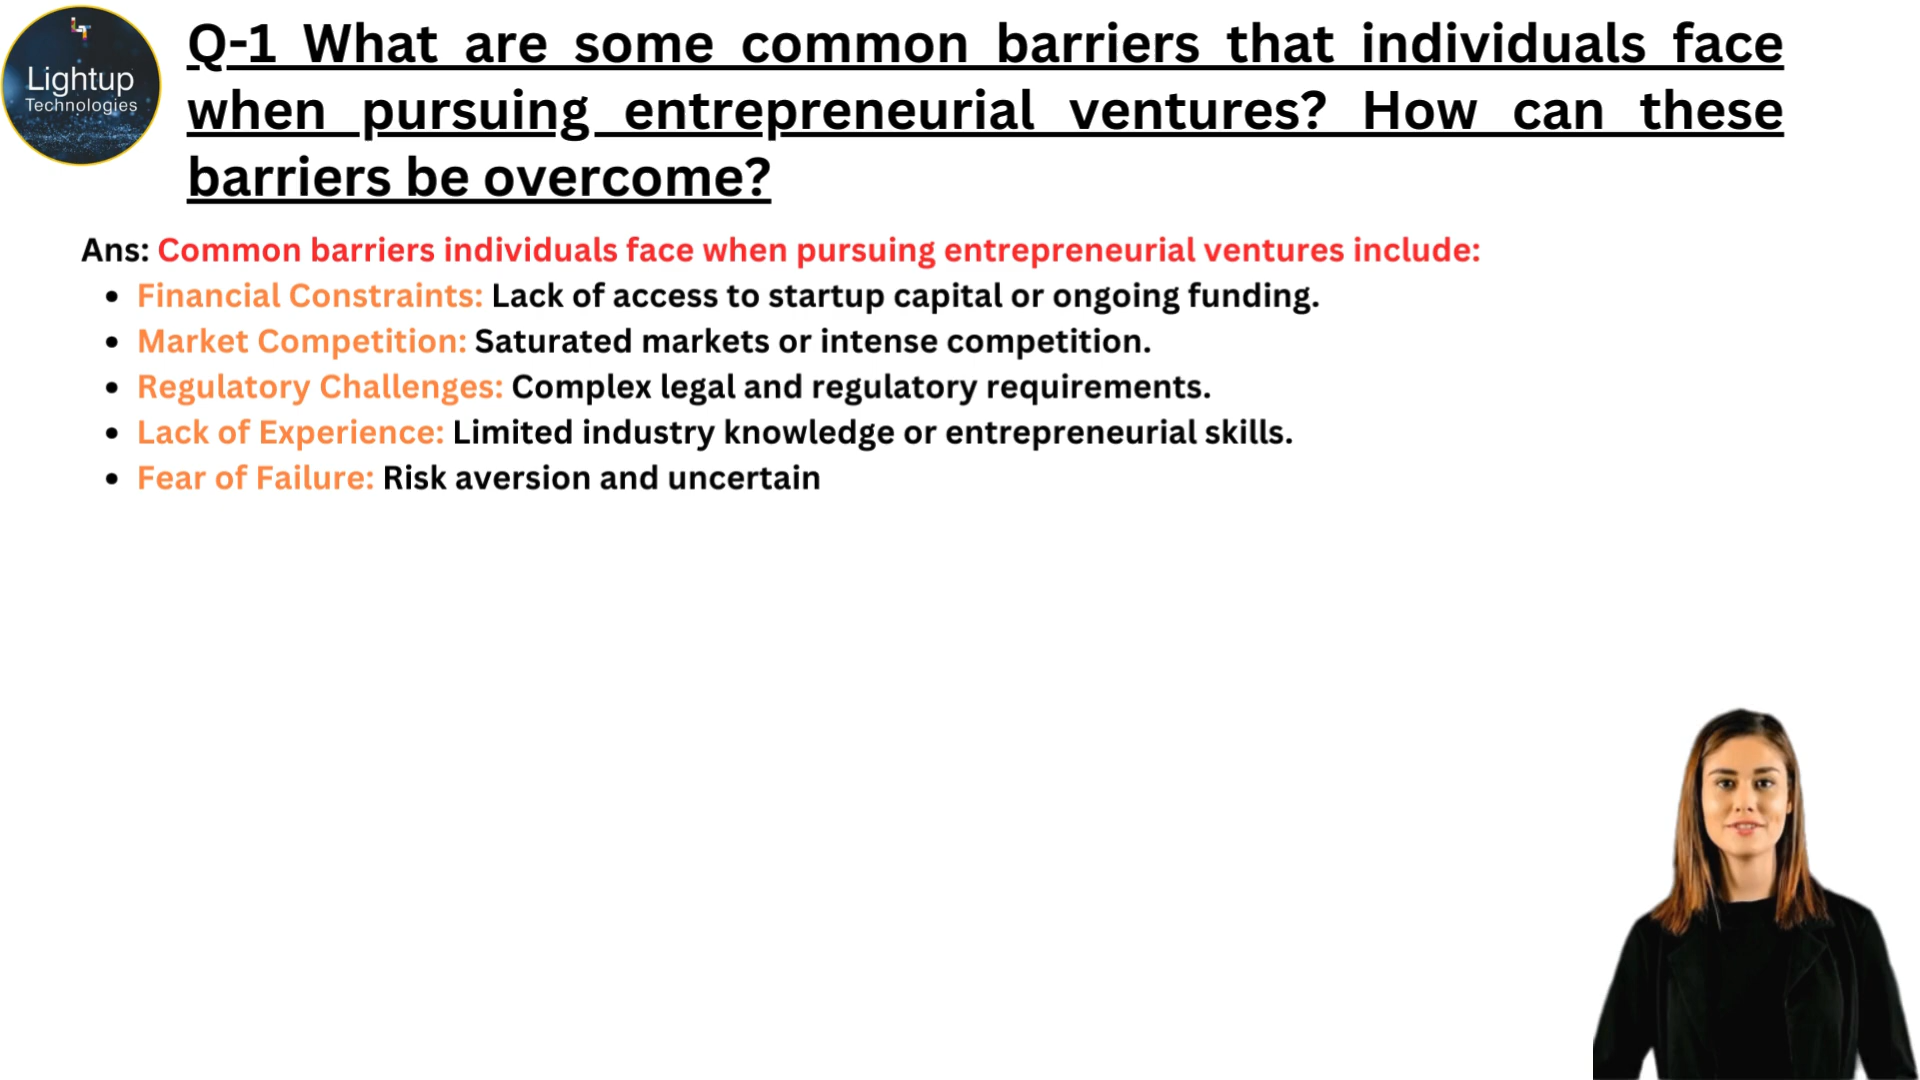 LT
Lightup
Technologies
Q-1 What are some common barriers that individuals face
when pursuing entrepreneurial ventures? How can these
barriers be overcome?
Ans: Common barriers individuals face when pursuing entrepreneurial ventures include:
• Financial Constraints: Lack of access to startup capital or ongoing funding.
• Market Competition: Saturated markets or intense competition.
• Regulatory Challenges: Complex legal and regulatory requirements.
• Lack of Experience: Limited industry knowledge or entrepreneurial skills.
• Fear of Failure: Risk aversion and uncertain